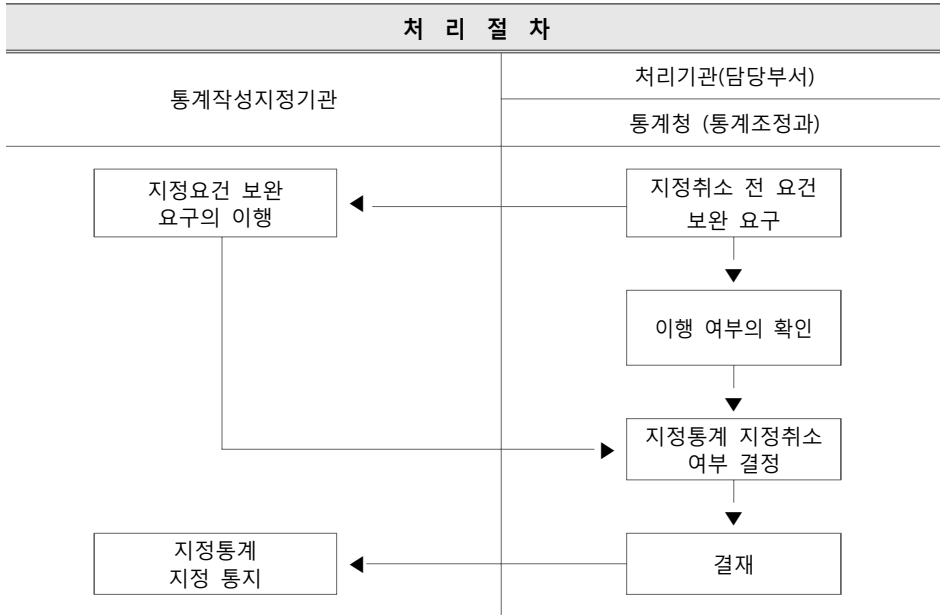 처 리 절 차
통계작성지정기관
처리기관(담당부서)
통계청 (통계조정과)
지정요건 보완
요구의 이행
지정취소 전 요건
보완 요구
이행 여부의 확인
지정통계 지정취소
여부 결정
지정통계
지정 통지
결재